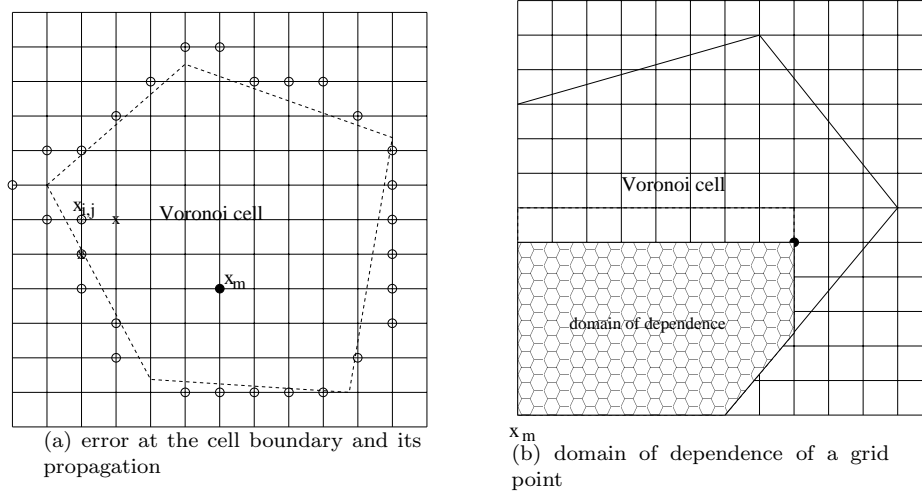 x_i,j
x
Voronoi cell
x_m
(a) error at the cell boundary and its
propagation
Voronoi cell
domain of dependence
x_m
(b) domain of dependence of a grid
point